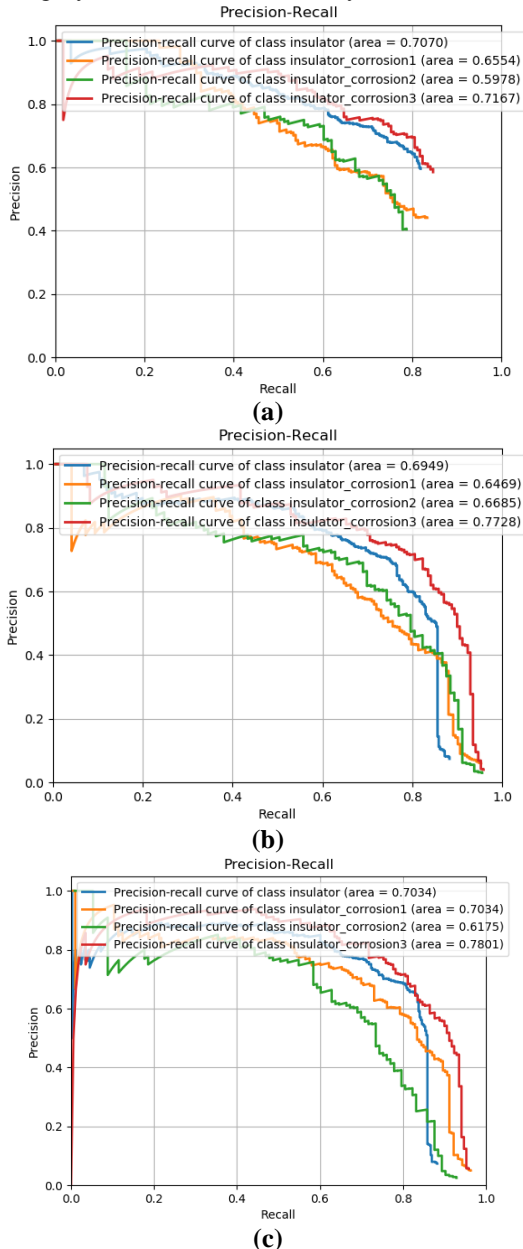 Precision-Recall
Precision-recall curve of class insulator (area = 0.7070)
Precision-recall curve of class insulator_corrosion1 (area = 0.6554)
Precision-recall curve of class insulator_corrosion2 (area = 0.5978)
Precision-recall curve of class insulator_corrosion3 (area = 0.7167)
1.0
0.8
0.6
0.4
0.2
0.0
Precision
0.0 0.2 0.4 0.6 0.8 1.0
Recall
(a)
Precision-Recall
Precision-recall curve of class insulator (area = 0.6949)
Precision-recall curve of class insulator_corrosion1 (area = 0.6469)
Precision-recall curve of class insulator_corrosion2 (area = 0.6685)
Precision-recall curve of class insulator_corrosion3 (area = 0.7728)
1.0
0.8
0.6
0.4
0.2
0.0
Precision
0.0 0.2 0.4 0.6 0.8 1.0
Recall
(b)
Precision-Recall
Precision-recall curve of class insulator (area = 0.7034)
Precision-recall curve of class insulator_corrosion1 (area = 0.7034)
Precision-recall curve of class insulator_corrosion2 (area = 0.6175)
Precision-recall curve of class insulator_corrosion3 (area = 0.7801)
1.0
0.8
0.6
0.4
0.2
0.0
Precision
0.0 0.2 0.4 0.6 0.8 1.0
Recall
(c)